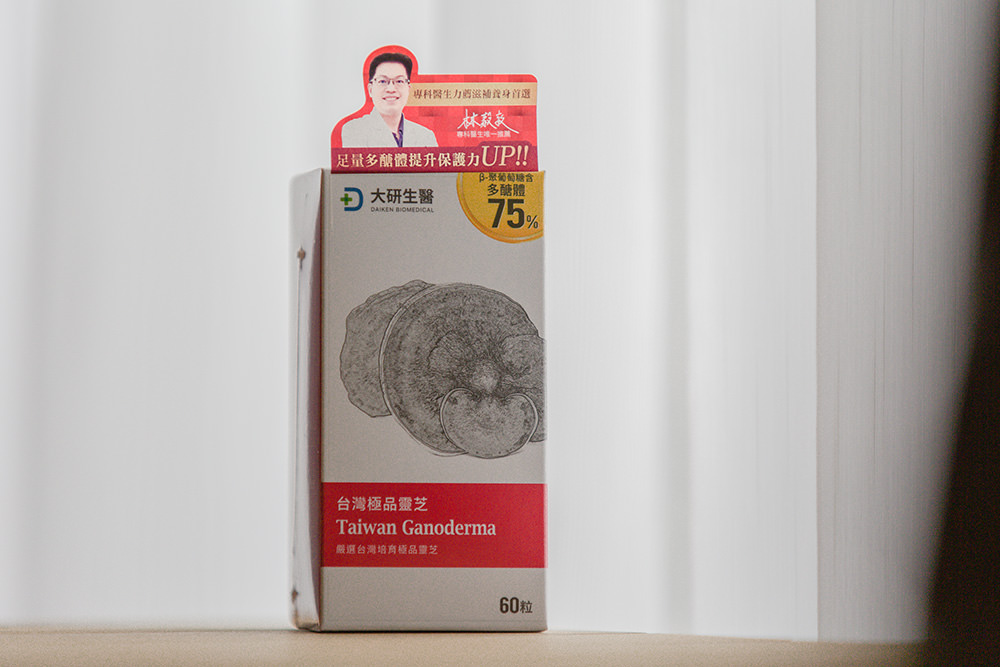 專科醫生力薦滋補養身首選
林毅欣
專科醫生唯一推薦
足量多醣體提升保護力UP!!
大研生醫
DAIKEN BIOMEDICAL
β-聚葡萄糖含
多醣體
75%
台灣極品靈芝
Taiwan Ganoderma
嚴選台灣培育極品靈芝
60粒